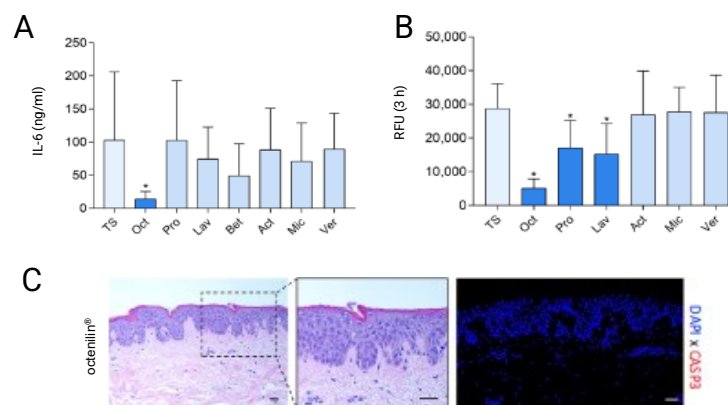 A
250
200
150
100
50
0
IL-6 (ng/ml)
*
TS Oct Pro Lav Bet Act Mic Ver
B
50,000
40,000
30,000
20,000
10,000
0
RFU (3 h)
* * *
TS Oct Pro Lav Act Mic Ver
C
octenilin®
DAPI x CASP3